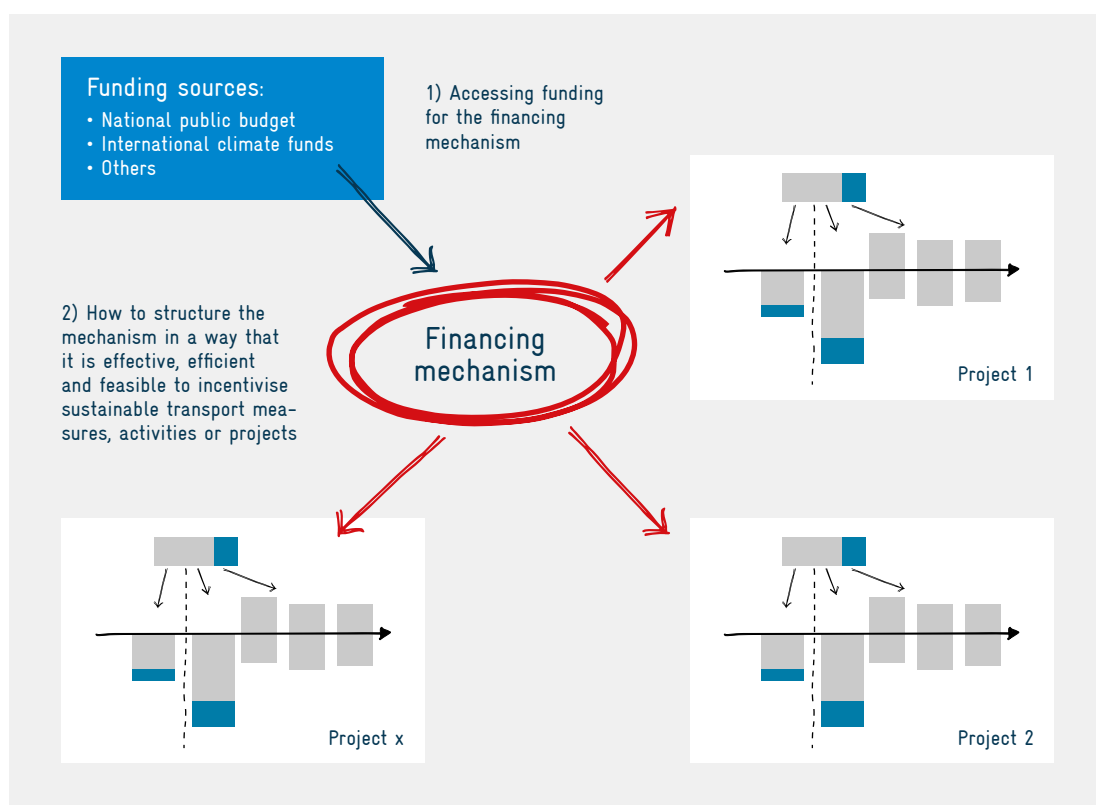 Funding sources:
• National public budget
• International climate funds
• Others
1) Accessing funding
for the financing
mechanism
Project 1
2) How to structure the
mechanism in a way that
it is effective, efficient
and feasible to incentivise
sustainable transport mea-
sures, activities or projects
Financing
mechanism
Project x
Project 2